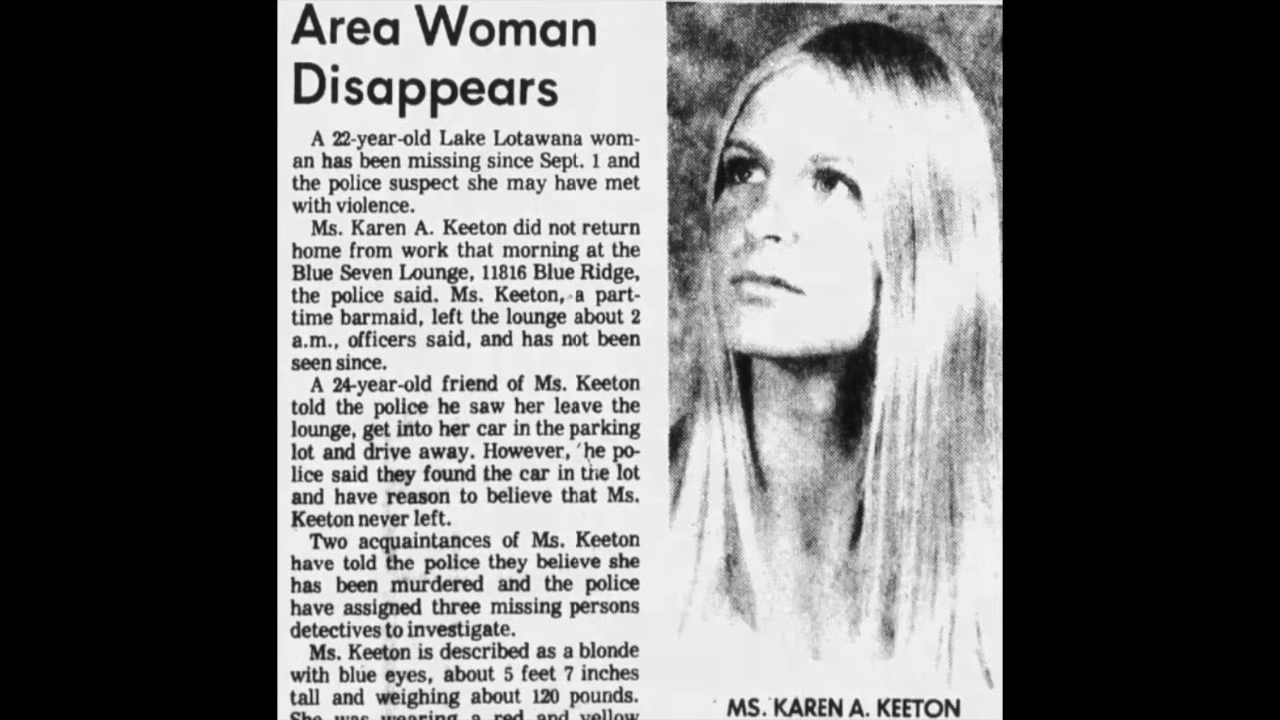 Area Woman
Disappears
A 22-year-old Lake Lotawana wom-
an has been missing since Sept. 1 and
the police suspect she may have met
with violence.
Ms. Karen A. Keeton did not return
home from work that morning at the
Blue Seven Lounge, 11816 Blue Ridge,
the police said. Ms. Keeton, a part-
time barmaid, left the lounge about 2
a.m., officers said, and has not been
seen since.
A 24-year-old friend of Ms. Keeton
told the police he saw her leave the
lounge, get into her car in the parking
lot and drive away. However, 'he po-
lice said they found the car in the lot
and have reason to believe that Ms.
Keeton never left.
Two acquaintances of Ms. Keeton
have told the police they believe she
has been murdered and the police
have assigned three missing persons
detectives to investigate.
Ms. Keeton is described as a blonde
with blue eyes, about 5 feet 7 inches
tall and weighing about 120 pounds.
She was wearing a red and yellow
MS. KAREN A. KEETON